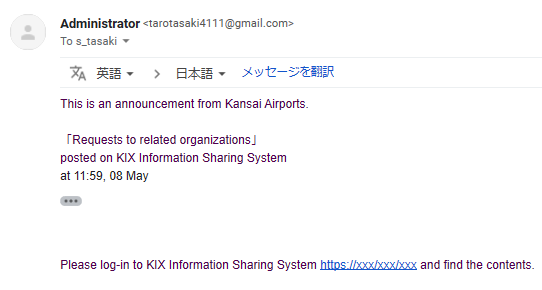 Administrator <tarotasaki4111@gmail.com>
To s_tasaki
英語 日本語 メッセージを翻訳
This is an announcement from Kansai Airports.
「Requests to related organizations」
posted on KIX Information Sharing System
at 11:59, 08 May
Please log-in to KIX Information Sharing System https://xxx/xxx/xxx and find the contents.